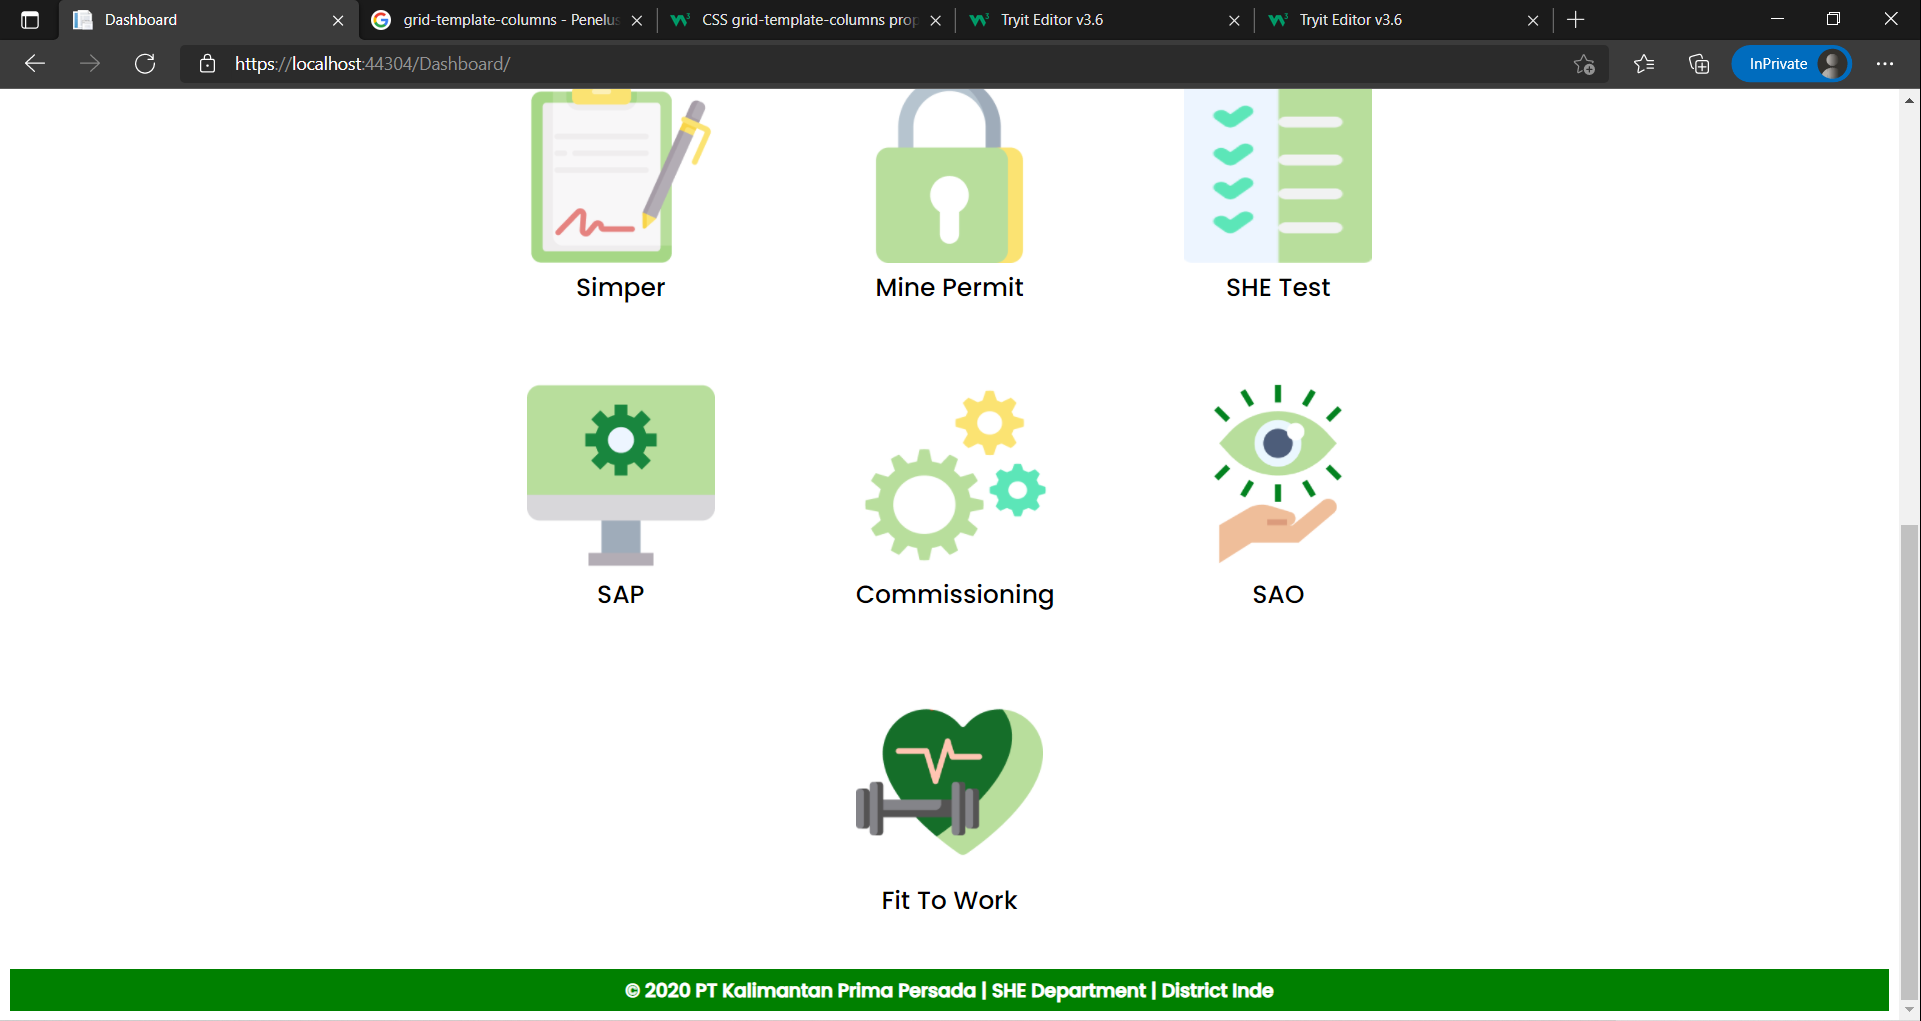 Dashboard
grid-template-columns - Penelus
CSS grid-template-columns prop
Tryit Editor v3.6
Tryit Editor v3.6
https://localhost:44304/Dashboard/
InPrivate
Simper
Mine Permit
SHE Test
SAP
Commissioning
SAO
Fit To Work
© 2020 PT Kalimantan Prima Persada | SHE Department | District Inde